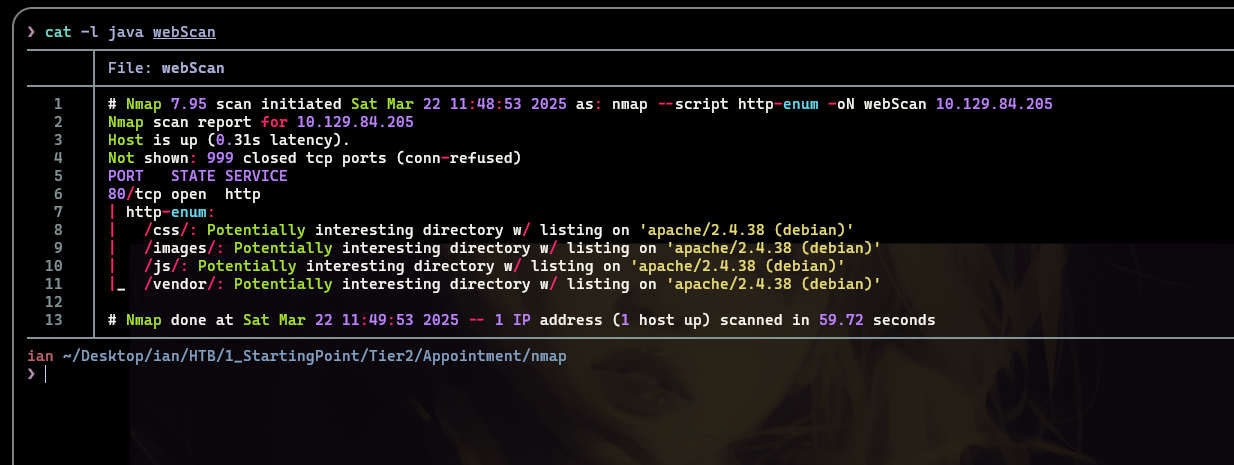 ❯ cat -l java webScan
File: webScan
1 # Nmap 7.95 scan initiated Sat Mar 22 11:48:53 2025 as: nmap --script http-enum -oN webScan 10.129.84.205
2 Nmap scan report for 10.129.84.205
3 Host is up (0.31s latency).
4 Not shown: 999 closed tcp ports (conn-refused)
5 PORT   STATE SERVICE
6 80/tcp open  http
7 | http-enum:
8 |   /css/: Potentially interesting directory w/ listing on 'apache/2.4.38 (debian)'
9 |   /images/: Potentially interesting directory w/ listing on 'apache/2.4.38 (debian)'
10 |   /js/: Potentially interesting directory w/ listing on 'apache/2.4.38 (debian)'
11 |_  /vendor/: Potentially interesting directory w/ listing on 'apache/2.4.38 (debian)'
12
13 # Nmap done at Sat Mar 22 11:49:53 2025 -- 1 IP address (1 host up) scanned in 59.72 seconds
ian ~/Desktop/ian/HTB/1_StartingPoint/Tier2/Appointment/nmap
❯